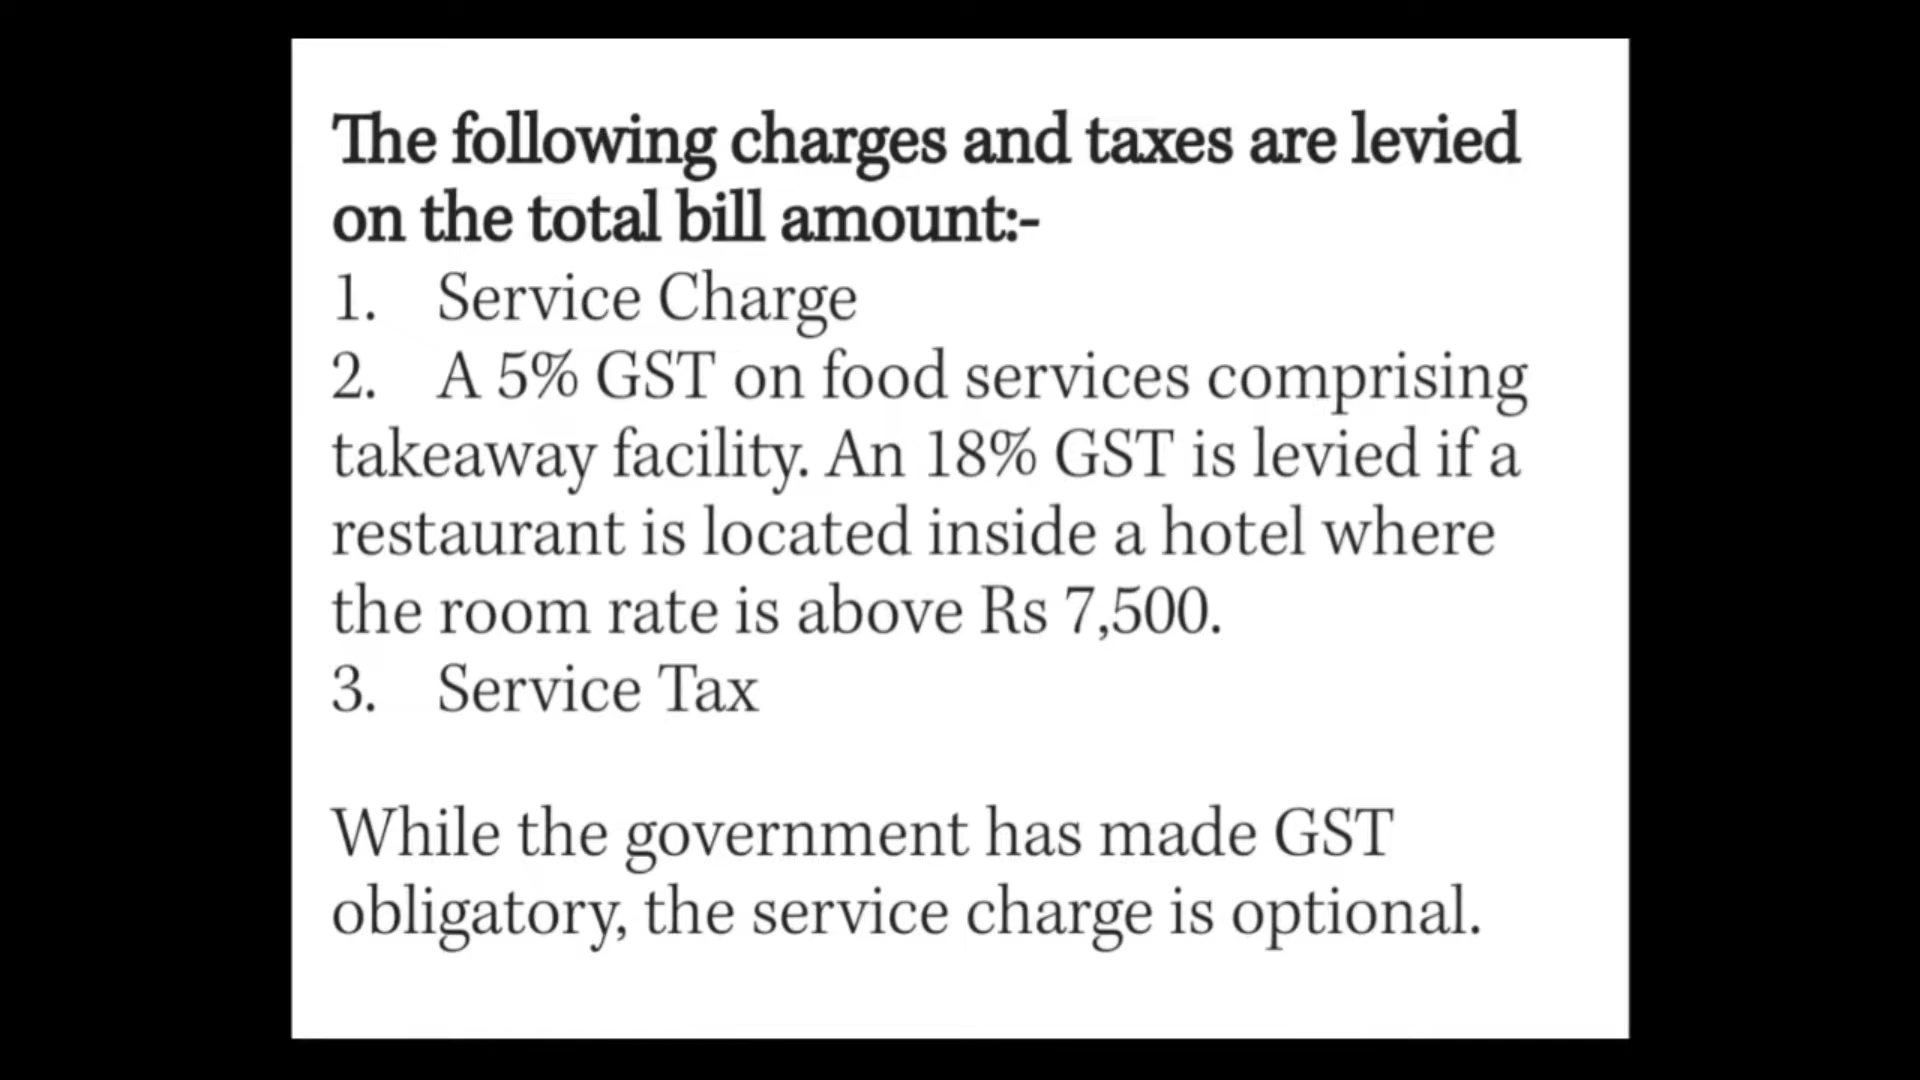 The following charges and taxes are levied
on the total bill amount:-
1. Service Charge
2. A 5% GST on food services comprising
takeaway facility. An 18% GST is levied if a
restaurant is located inside a hotel where
the room rate is above Rs 7,500.
3. Service Tax
While the government has made GST
obligatory, the service charge is optional.